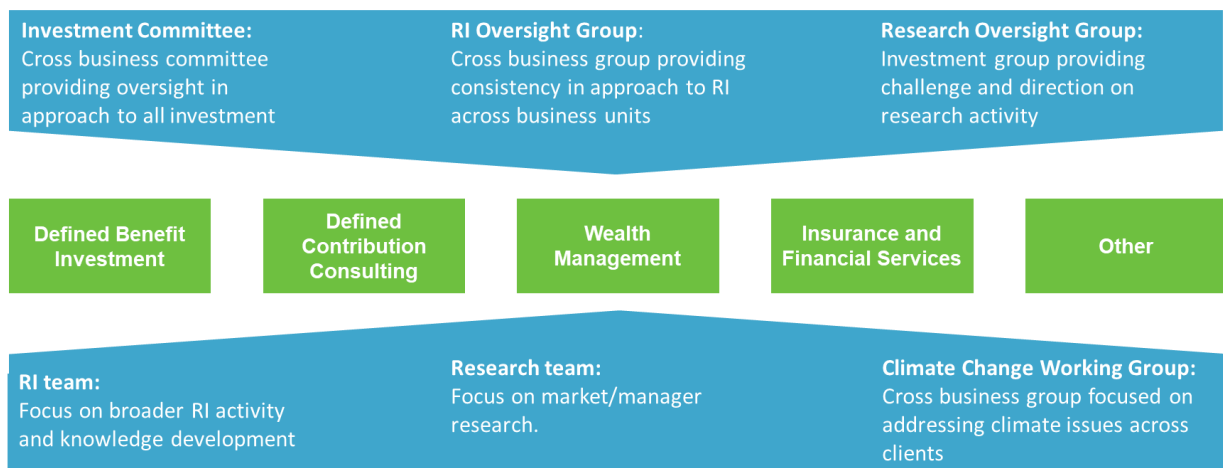 Investment Committee:
Cross business committee
providing oversight in
approach to all investment
RI Oversight Group:
Cross business group providing
consistency in approach to RI
across business units
Research Oversight Group:
Investment group providing
challenge and direction on
research activity
Defined Benefit
Investment
Defined
Contribution
Consulting
Wealth
Management
Insurance and
Financial Services
Other
RI team:
Focus on broader RI activity
and knowledge development
Research team:
Focus on market/manager
research.
Climate Change Working Group:
Cross business group focused on
addressing climate issues across
clients